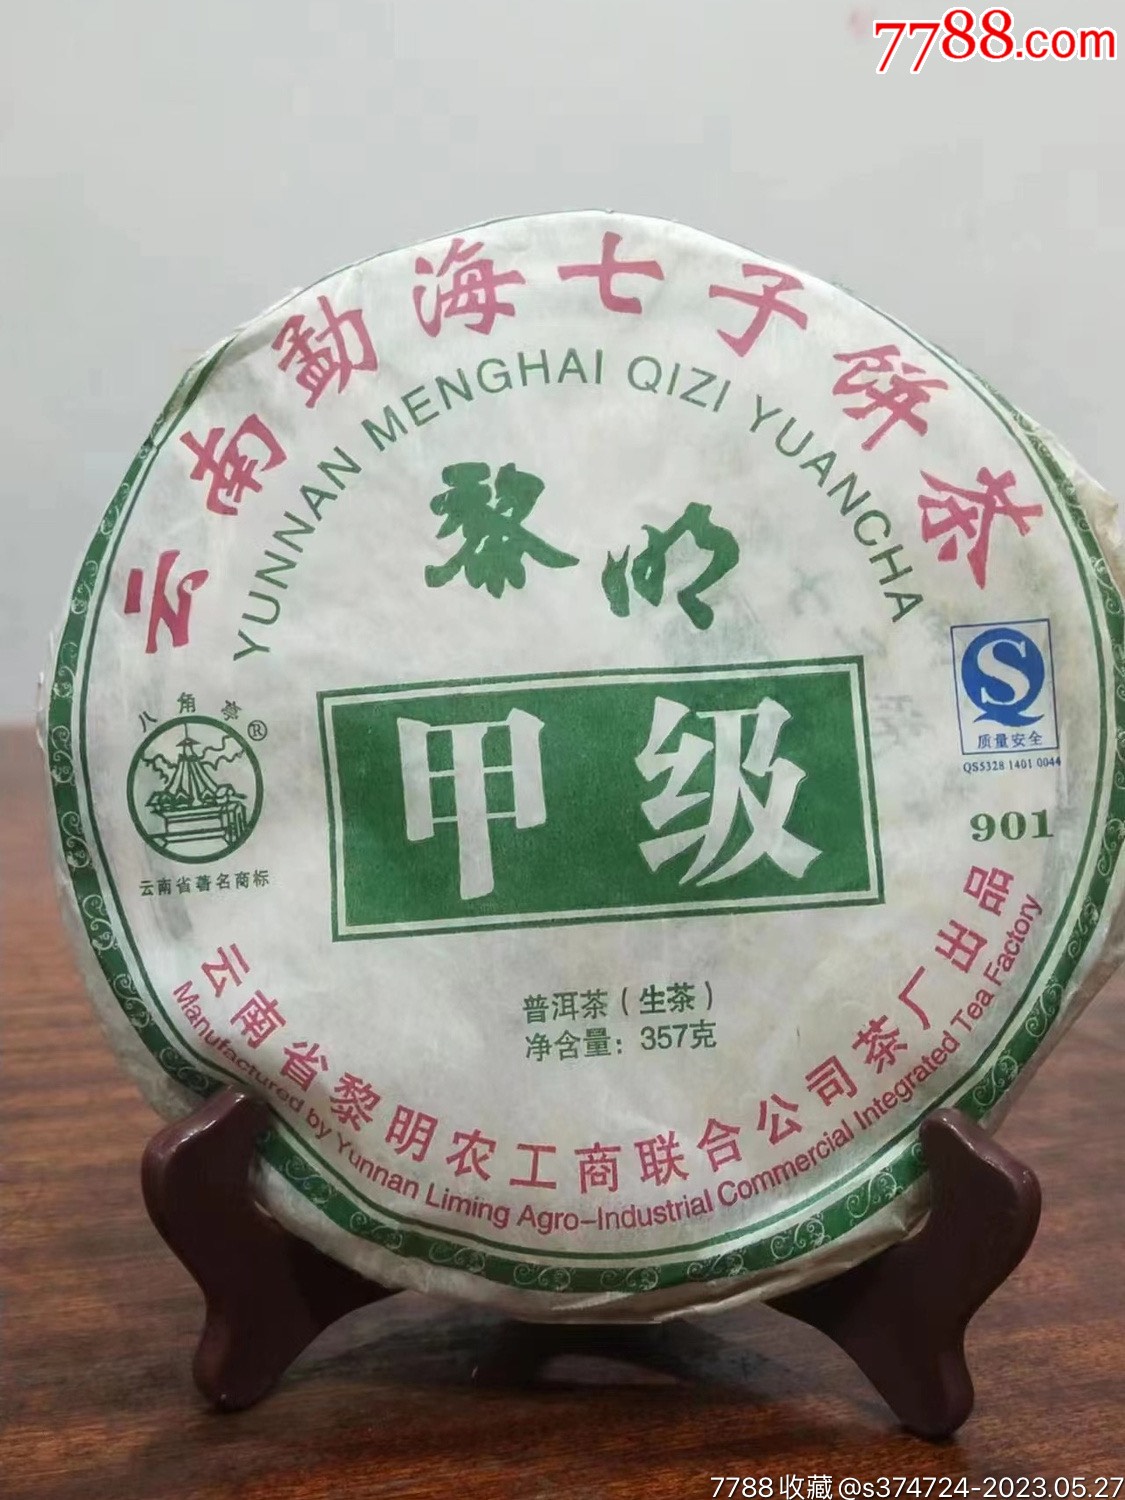 7788.com
云南勐海七子饼茶
YUNNAN MENGHAI QIZI YUANCHA
黎明
八角亭
®
云南省著名商标
甲级
S
质量安全
QS5328 1401 0044
901
普洱茶(生茶)
净含量:357克
云南省黎明农工商联合公司茶厂出品
Manufactured by Yunnan Liming Agro-Industrial Commercial Integrated Tea Factory
7788收藏@s374724-2023.05.27